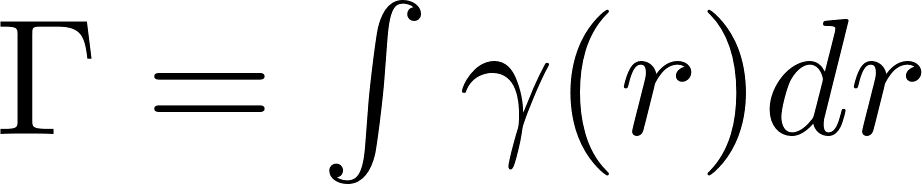 Γ = ∫ γ(r)dr